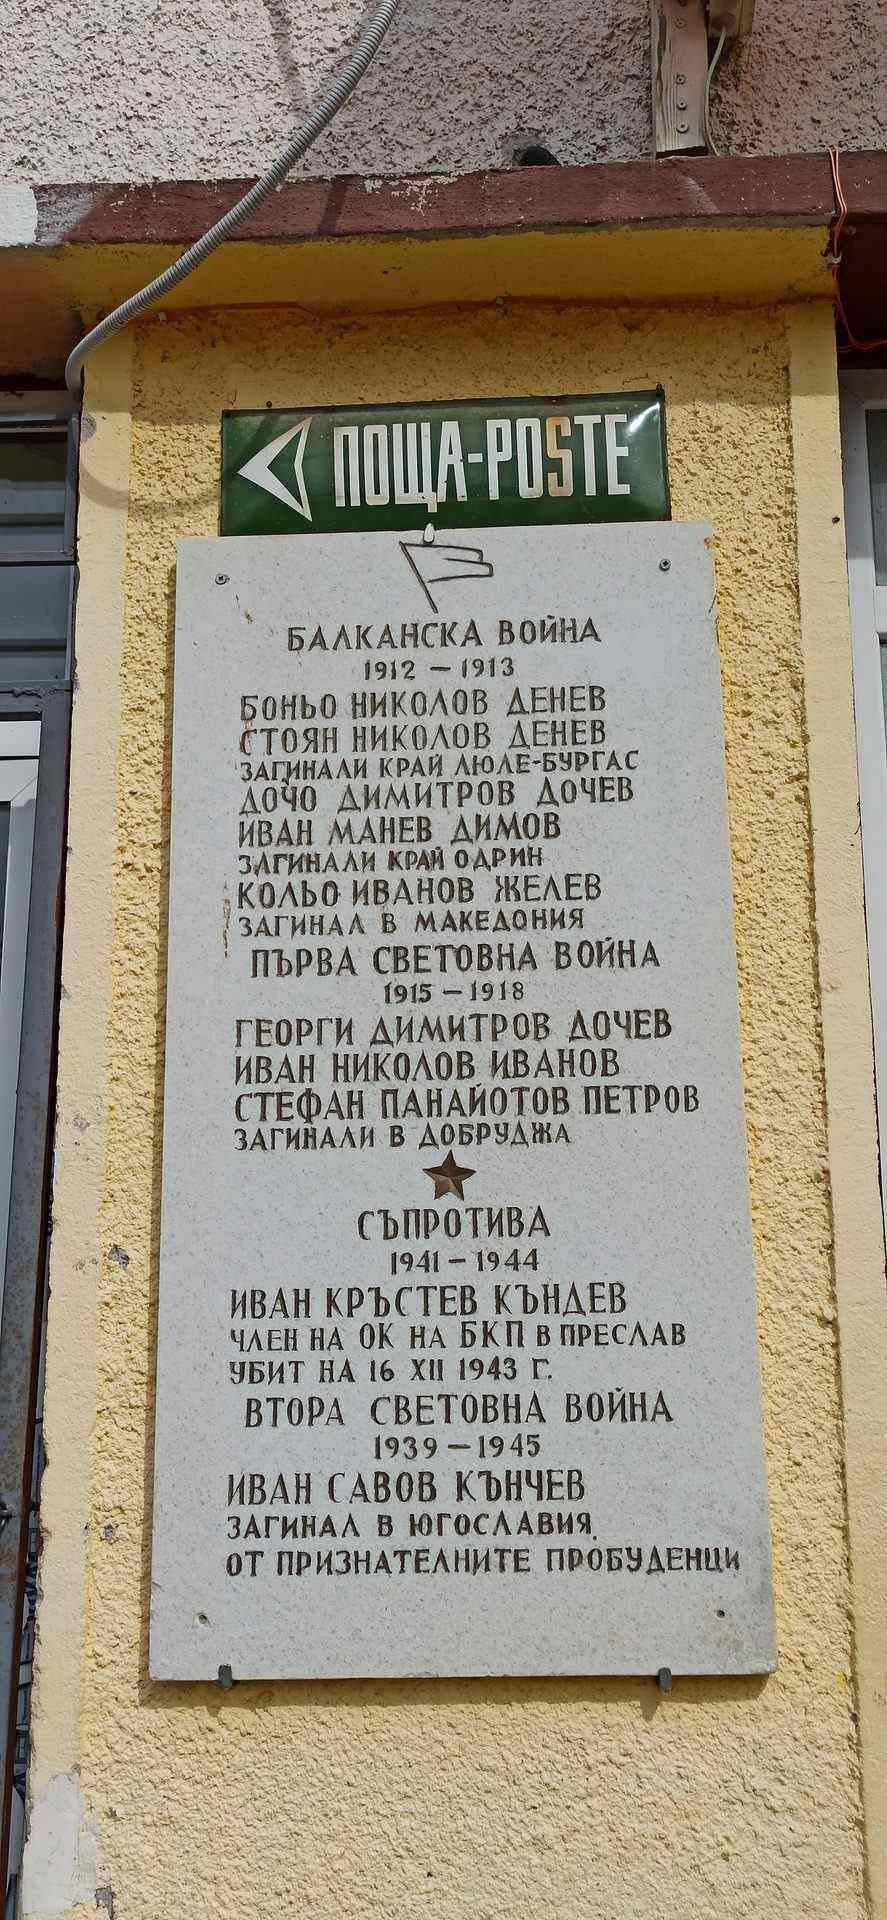 ПОЩА-POSTE
БАЛКАНСКА ВОЙНА
1912 – 1913
БОНЬО НИКОЛОВ ДЕНЕВ
СТОЯН НИКОЛОВ ДЕНЕВ
ЗАГИНАЛИ КРАЙ ЛЮЛЕ-БУРГАС
ДОЧО ДИМИТРОВ ДОЧЕВ
ИВАН МАНЕВ ДИМОВ
ЗАГИНАЛИ КРАЙ ОДРИН
КОЛЬО ИВАНОВ ЖЕЛЕВ
ЗАГИНАЛ В МАКЕДОНИЯ
ПЪРВА СВЕТОВНА ВОЙНА
1915 – 1918
ГЕОРГИ ДИМИТРОВ ДОЧЕВ
ИВАН НИКОЛОВ ИВАНОВ
СТЕФАН ПАНАЙОТОВ ПЕТРОВ
ЗАГИНАЛИ В ДОБРУДЖА
СЪПРОТИВА
1941 – 1944
ИВАН КРЪСТЕВ КЪНДЕВ
ЧЛЕН НА ОК НА БКП В ПРЕСЛАВ
УБИТ НА 16 XII 1943 Г.
ВТОРА СВЕТОВНА ВОЙНА
1939 – 1945
ИВАН САВОВ КЪНЧЕВ
ЗАГИНАЛ В ЮГОСЛАВИЯ
ОТ ПРИЗНАТЕЛНИТЕ ПРОБУДЕНЦИ